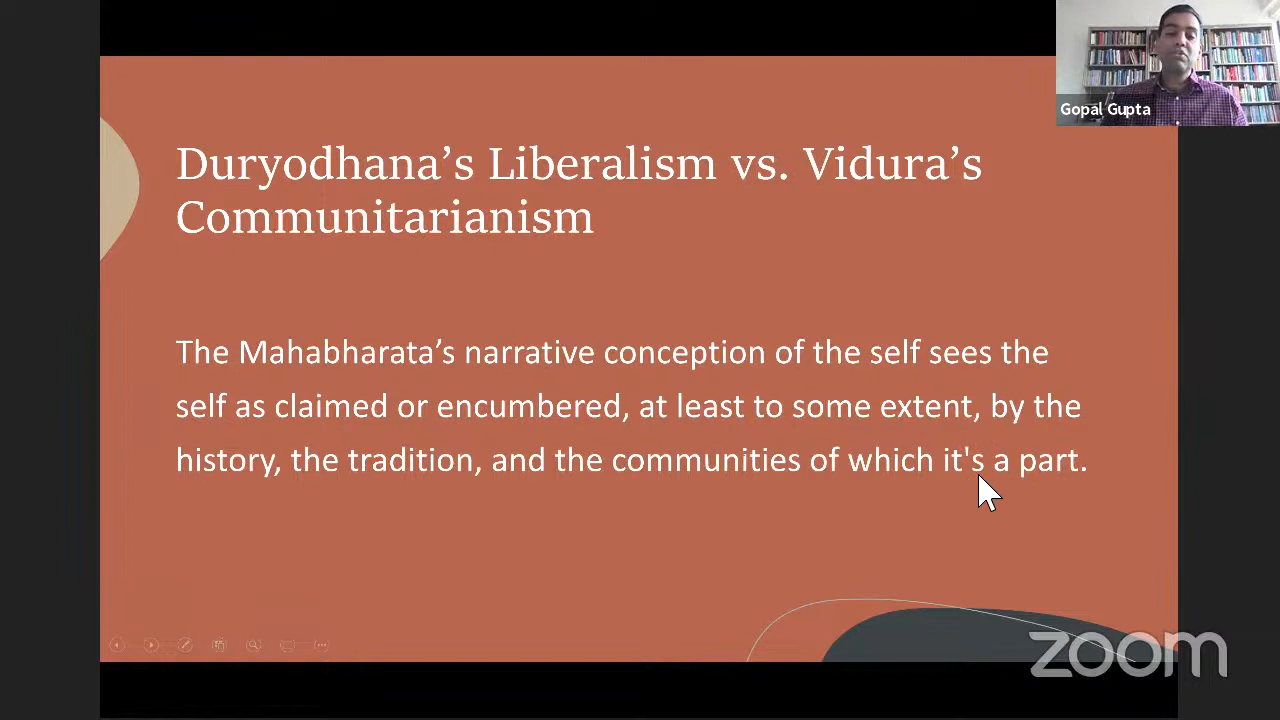 Gopal Gupta
Duryodhana’s Liberalism vs. Vidura’s
Communitarianism
The Mahabharata’s narrative conception of the self sees the
self as claimed or encumbered, at least to some extent, by the
history, the tradition, and the communities of which it's a part.
zoom